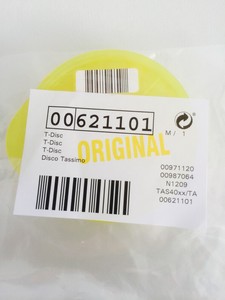 00621101
M / 1
T-Disc
T-Disc
T-Disc
Disco Tassimo
ORIGINAL
00971120
00987064
N1209
TAS40xx/TA
00621101